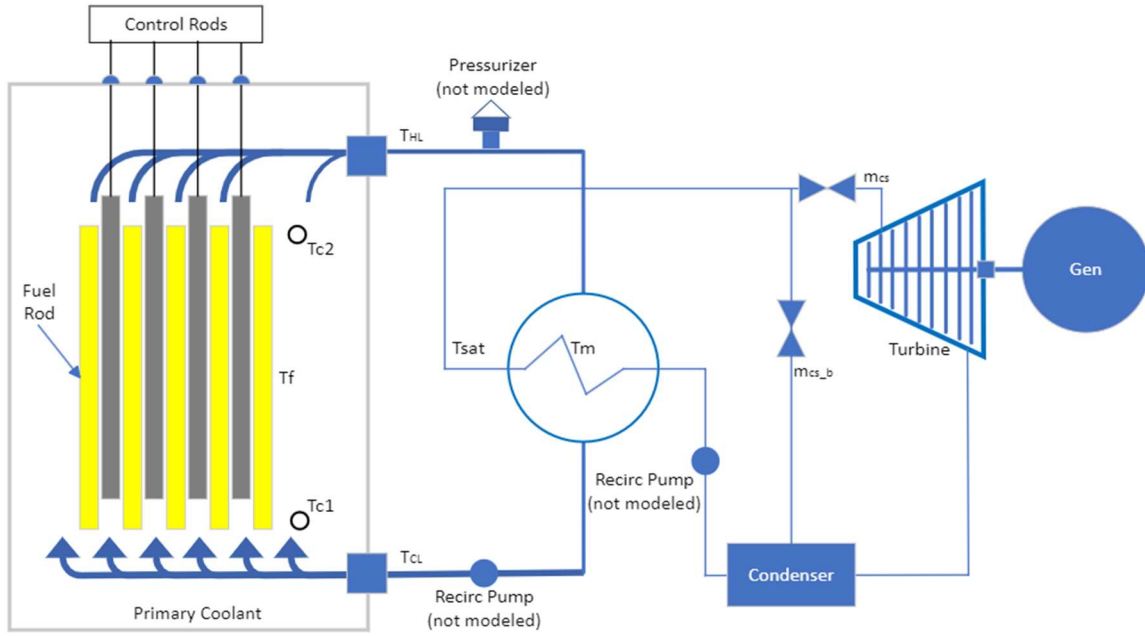 Control Rods
Pressurizer
(not modeled)
THL
mcs
Tc2
Gen
Fuel
Rod
Tsat
Tm
Turbine
Tf
mcs_b
Recirc Pump
(not modeled)
Tc1
TCL
Condenser
Recirc Pump
(not modeled)
Primary Coolant